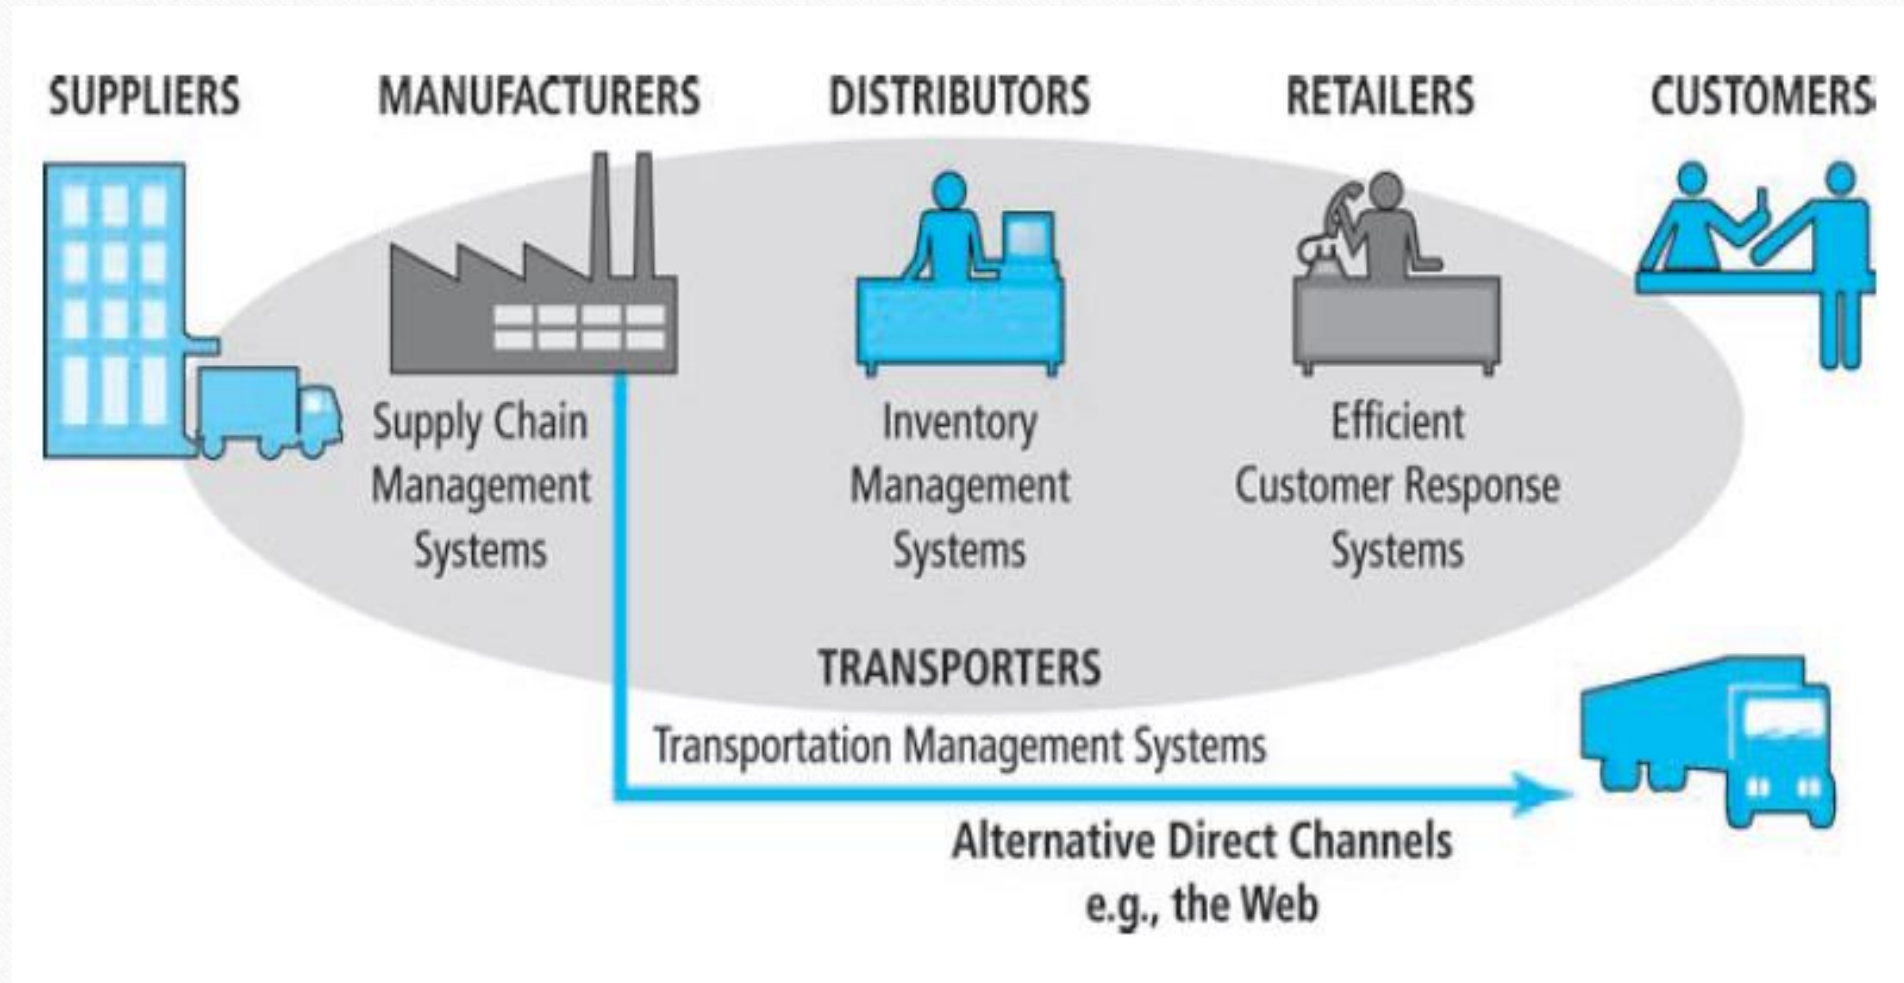 SUPPLIERS
MANUFACTURERS
DISTRIBUTORS
RETAILERS
CUSTOMERS
Supply Chain
Management
Systems
Inventory
Management
Systems
Efficient
Customer Response
Systems
TRANSPORTERS
Transportation Management Systems
Alternative Direct Channels
e.g., the Web